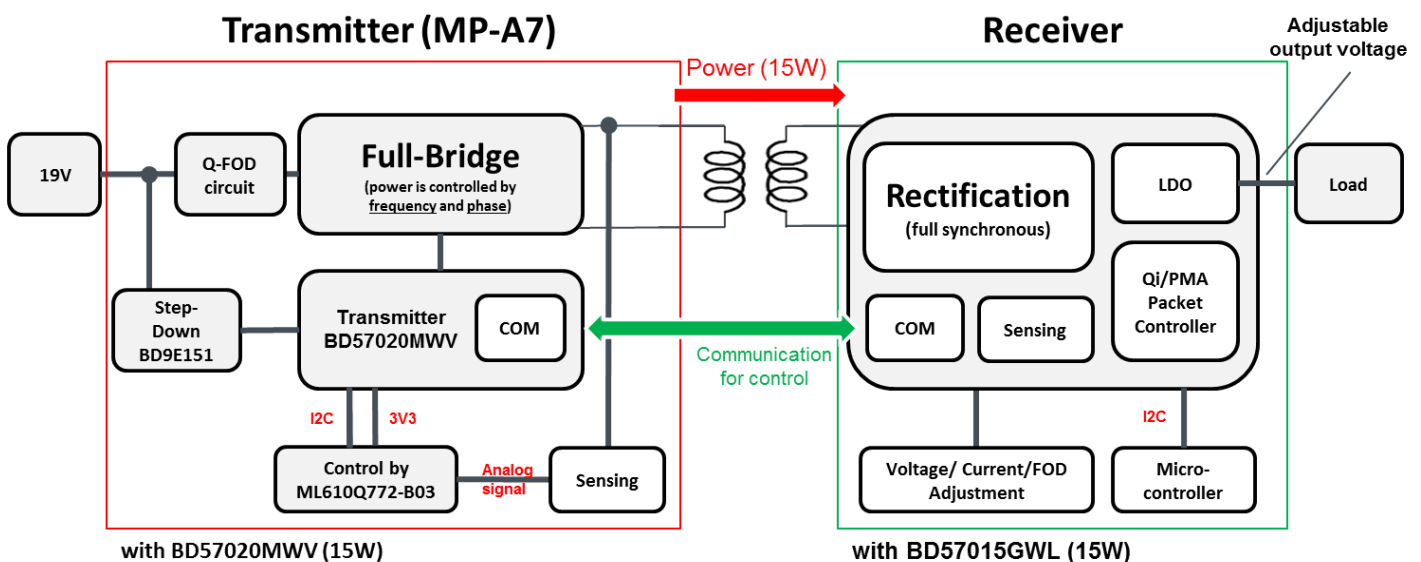 Transmitter (MP-A7)
Receiver
Adjustable
output voltage
Power (15W)
19V
Q-FOD
circuit
Full-Bridge
(power is controlled by
frequency and phase)
Rectification
(full synchronous)
LDO
Load
Step-
Down
BD9E151
Transmitter
BD57020MWV
COM
Communication
for control
COM
Sensing
Qi/PMA
Packet
Controller
I2C
3V3
I2C
Control by
ML610Q772-B03
Analog
signal
Sensing
Voltage/ Current/FOD
Adjustment
Micro-
controller
with BD57020MWV (15W)
with BD57015GWL (15W)